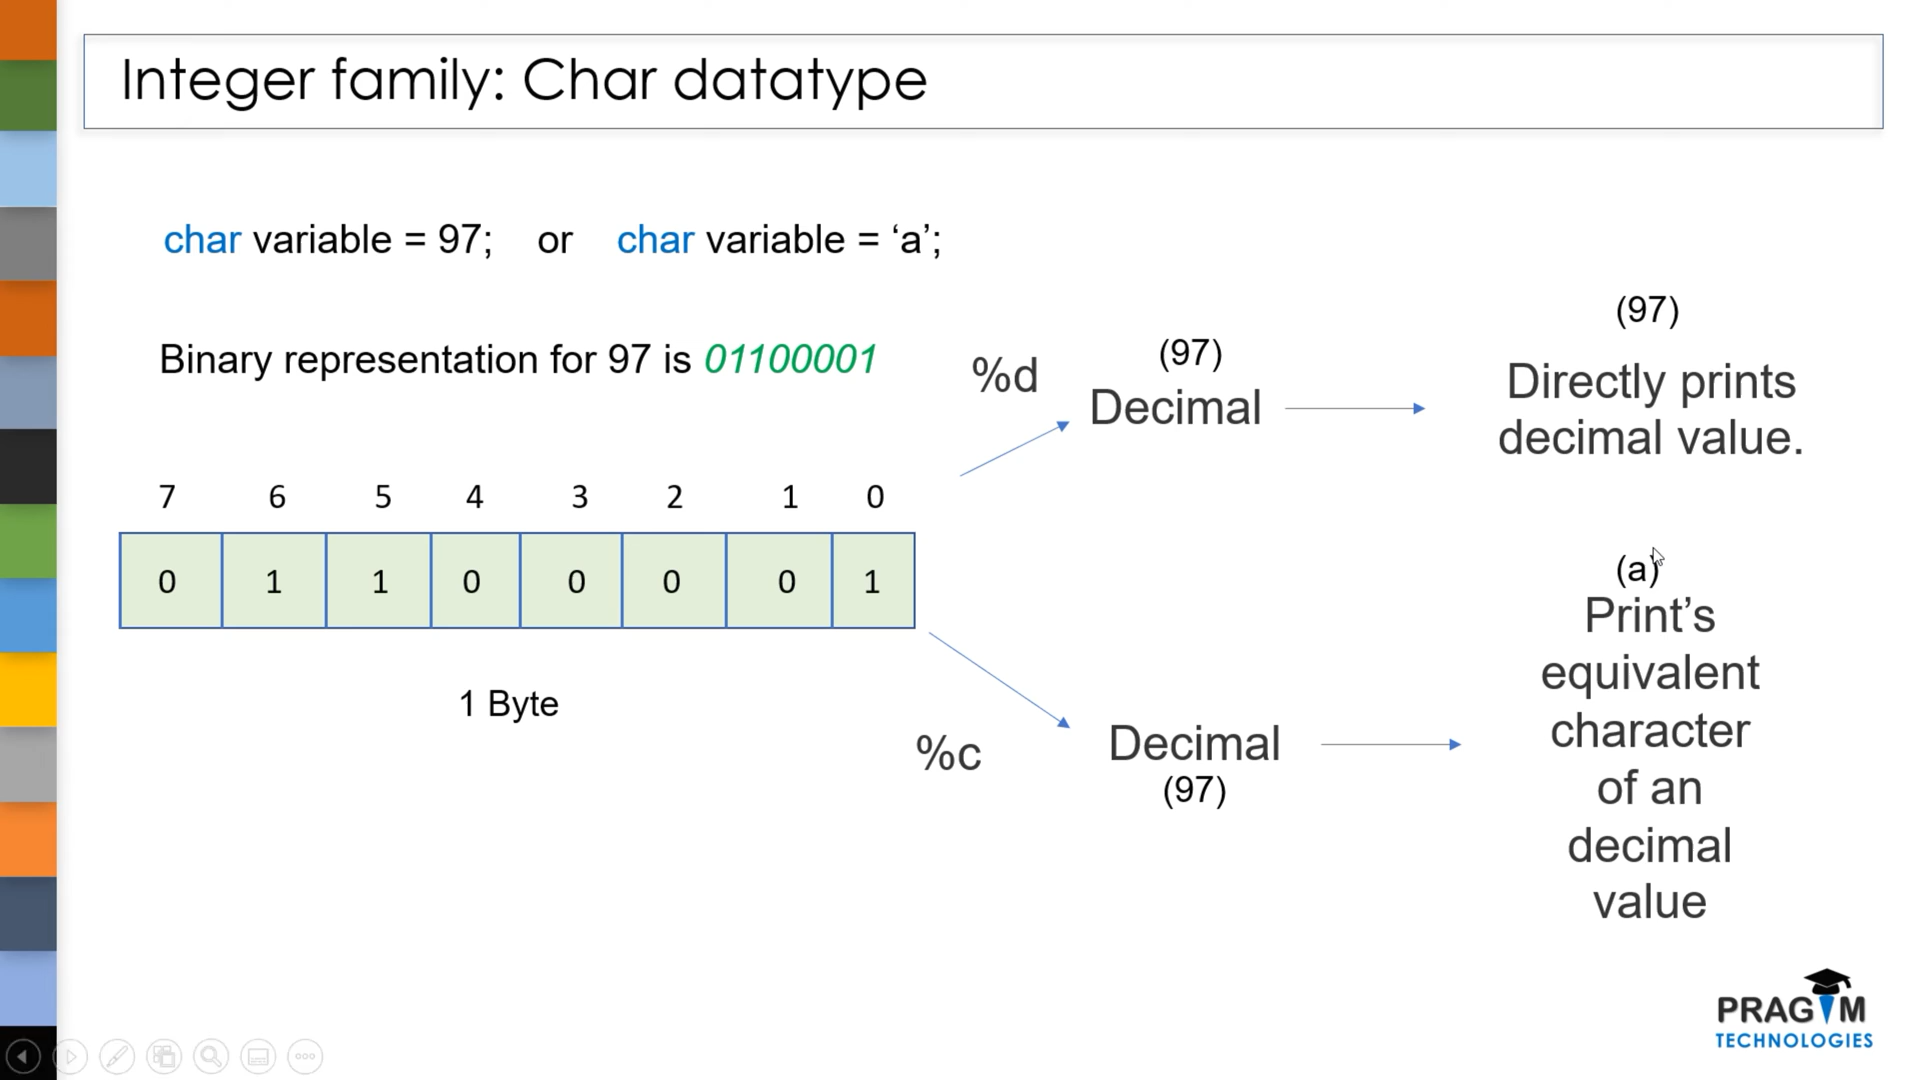 Integer family: Char datatype
char variable = 97; or char variable = ‘a’;
Binary representation for 97 is 01100001
7 6 5 4 3 2 1 0
0 1 1 0 0 0 0 1
1 Byte
%d
(97)
Decimal
(97)
Directly prints
decimal value.
%c
Decimal
(97)
(a)
Print’s
equivalent
character
of an
decimal
value
PRAGIM
TECHNOLOGIES